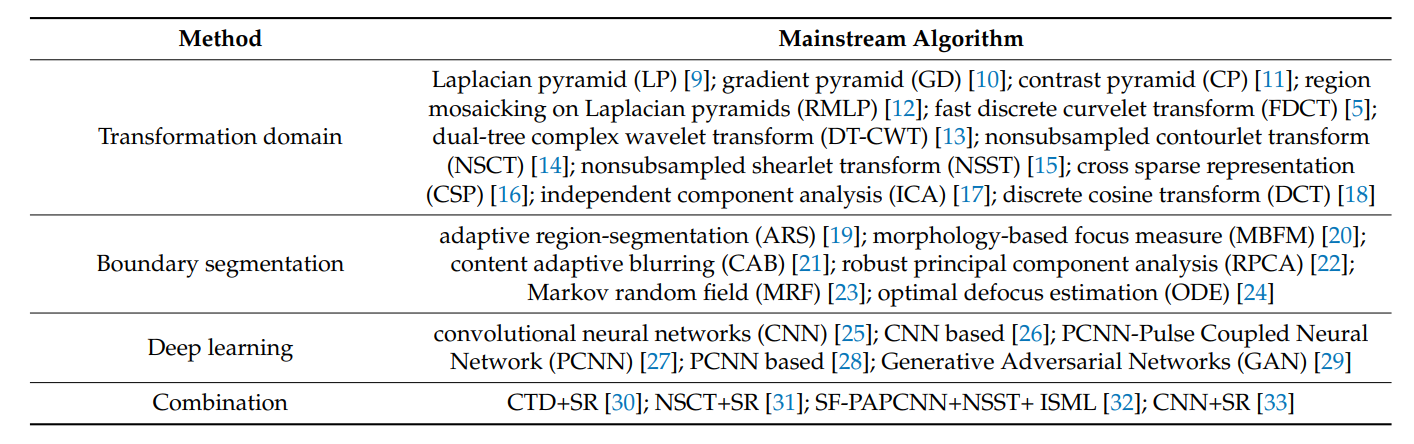 Method Mainstream Algorithm
Laplacian pyramid (LP) [9]; gradient pyramid (GD) [10]; contrast pyramid (CP) [11]; region
mosaicking on Laplacian pyramids (RMLP) [12]; fast discrete curvelet transform (FDCT) [5];
Transformation domain dual-tree complex wavelet transform (DT-CWT) [13]; nonsubsampled contourlet transform
(NSCT) [14]; nonsubsampled shearlet transform (NSST) [15]; cross sparse representation
(CSP) [16]; independent component analysis (ICA) [17]; discrete cosine transform (DCT) [18]
adaptive region-segmentation (ARS) [19]; morphology-based focus measure (MBFM) [20];
Boundary segmentation content adaptive blurring (CAB) [21]; robust principal component analysis (RPCA) [22];
Markov random field (MRF) [23]; optimal defocus estimation (ODE) [24]
Deep learning convolutional neural networks (CNN) [25]; CNN based [26]; PCNN-Pulse Coupled Neural
Network (PCNN) [27]; PCNN based [28]; Generative Adversarial Networks (GAN) [29]
Combination CTD+SR [30]; NSCT+SR [31]; SF-PAPCNN+NSST+ ISML [32]; CNN+SR [33]